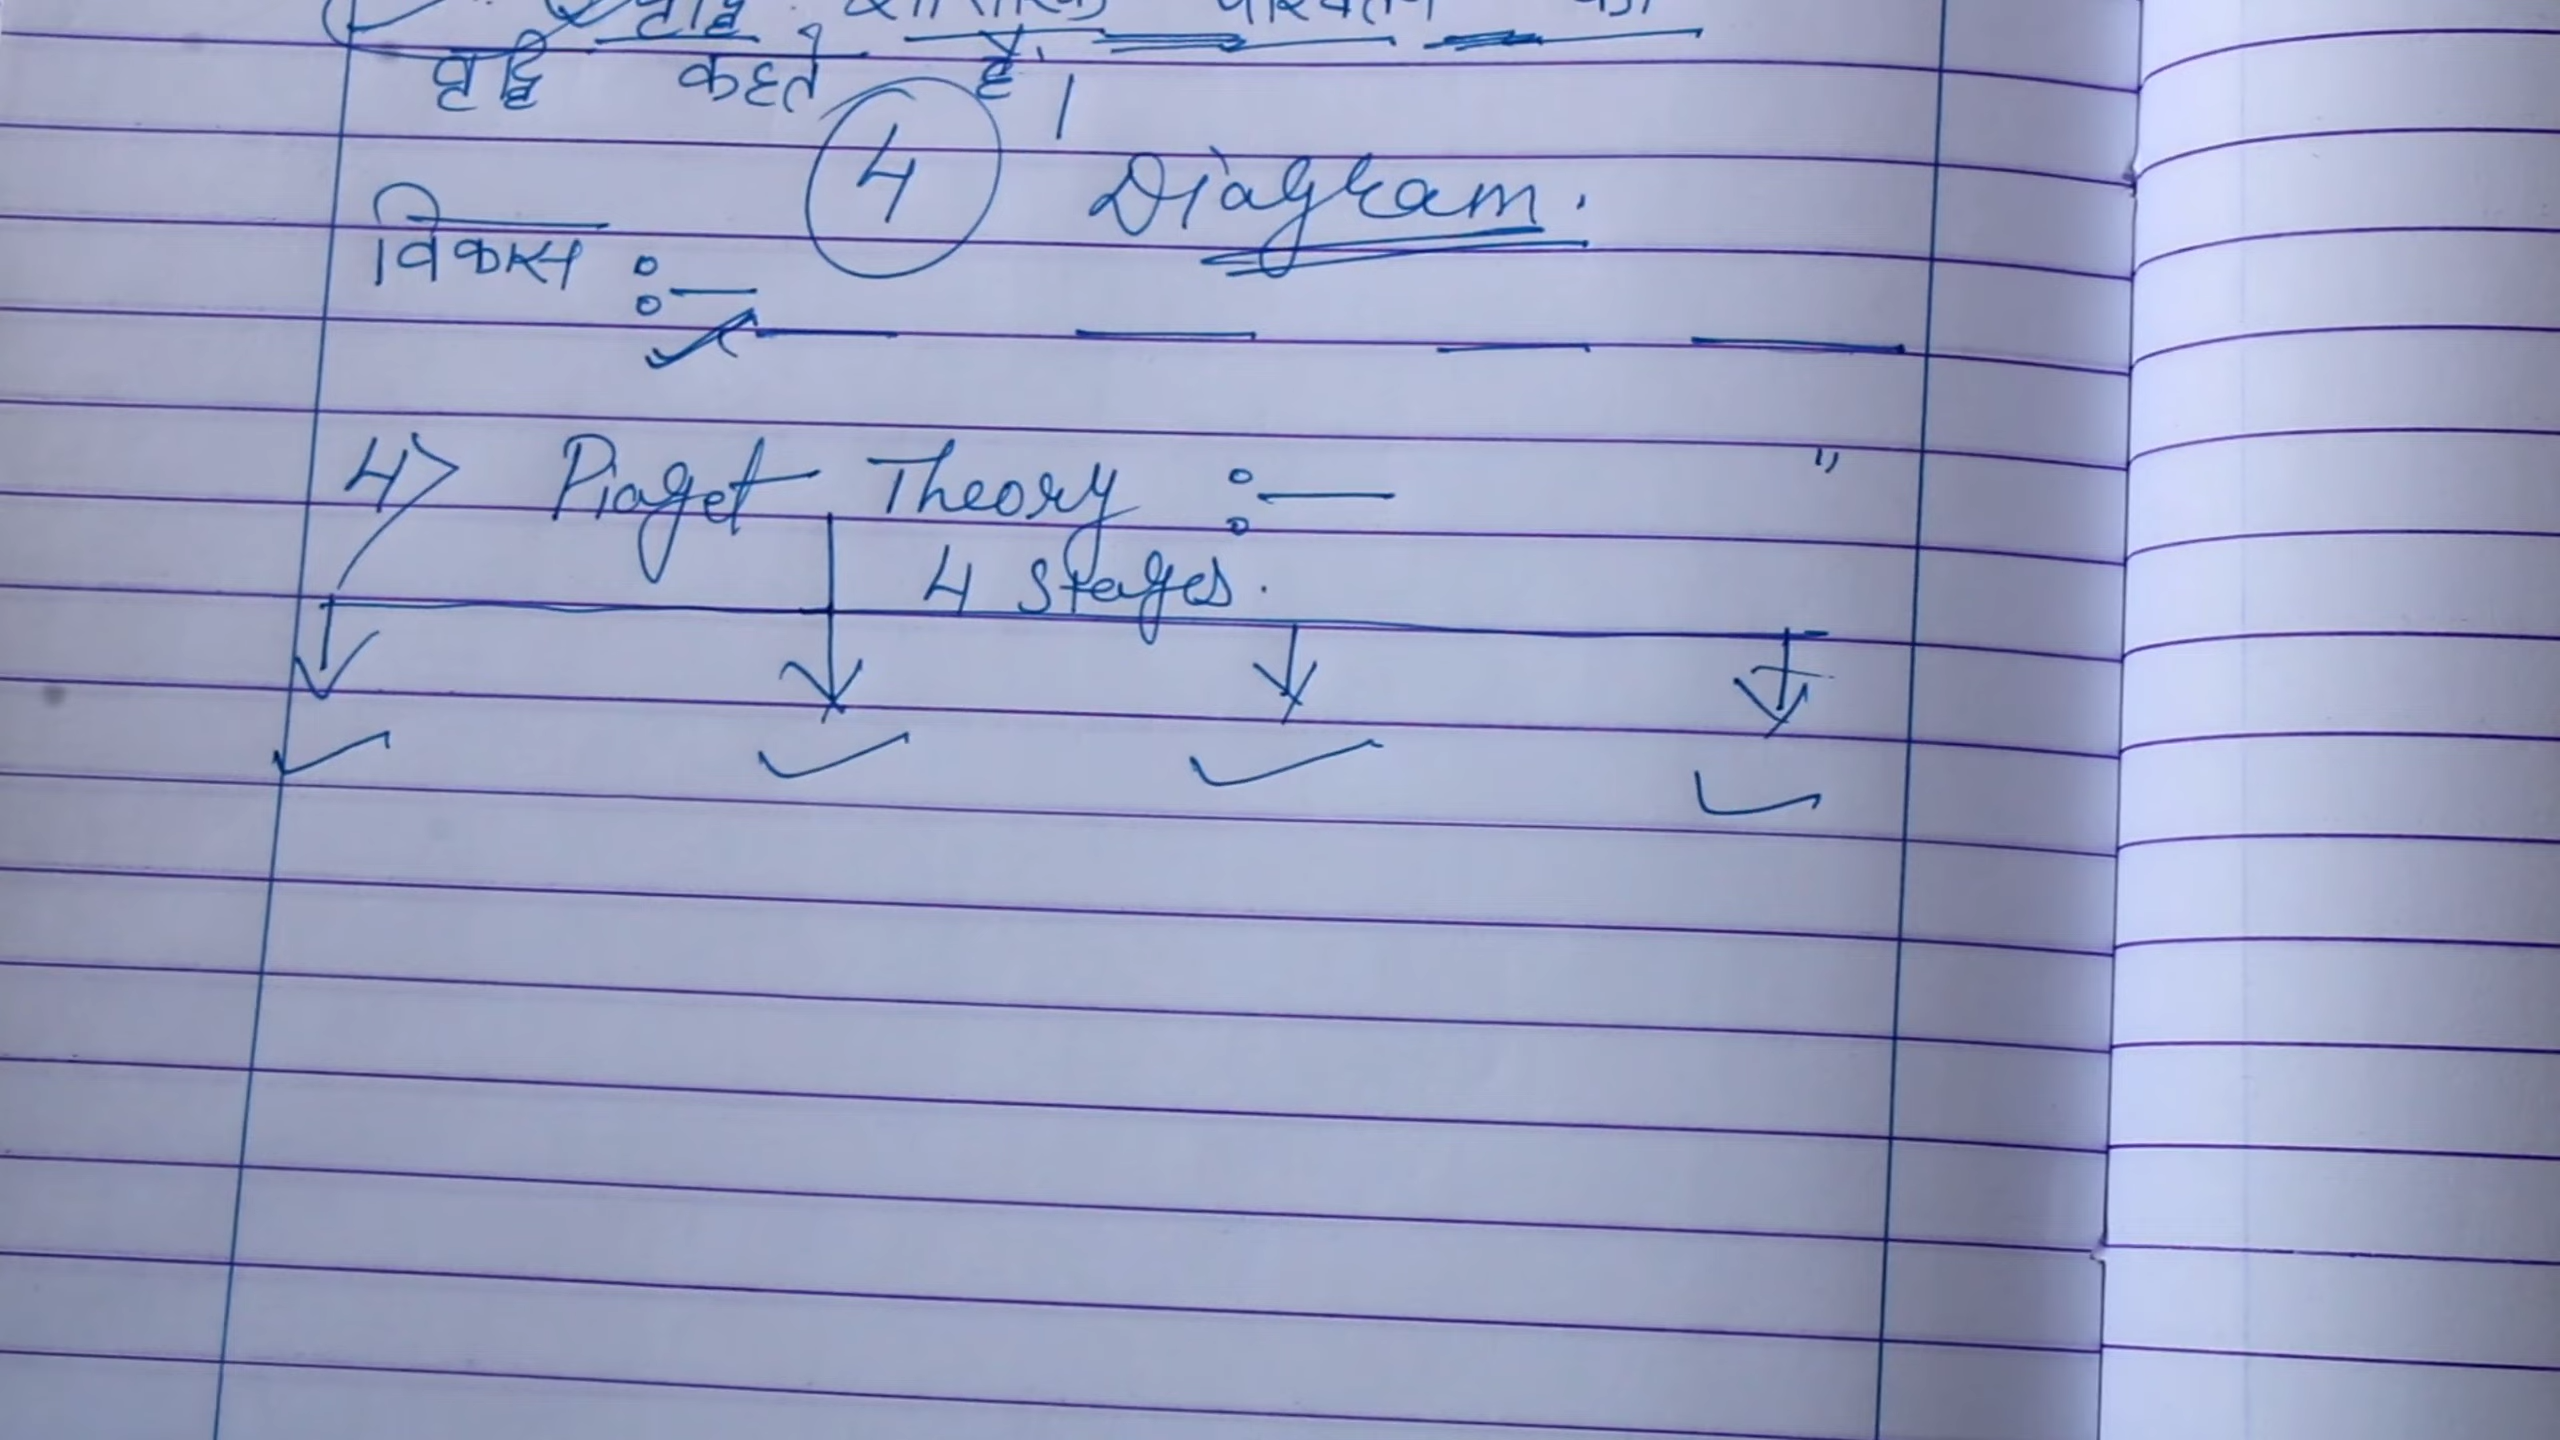 वृद्धि कहते हैं।
4 Diagram.
विकास :—
4> Piaget Theory :— "
4 Stages.